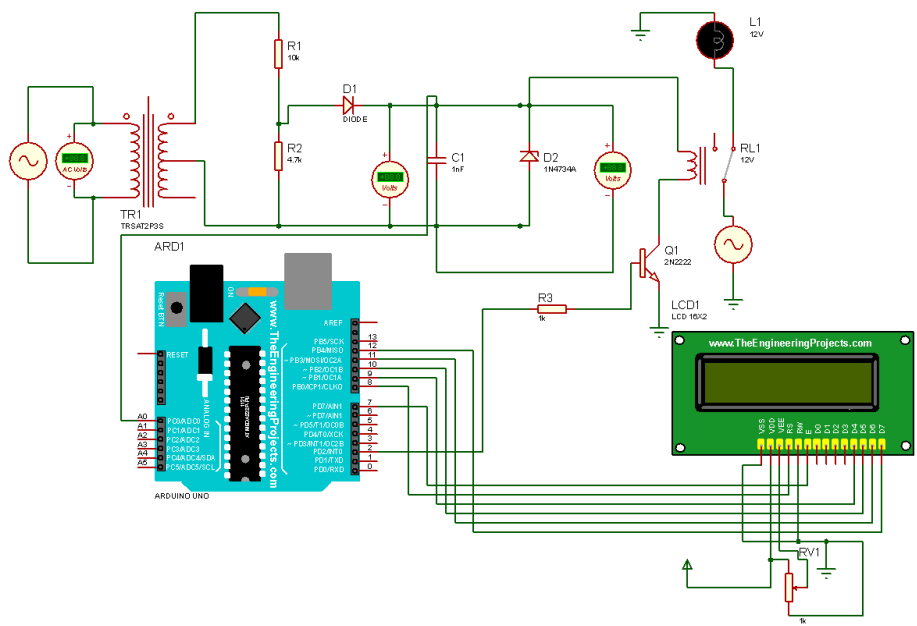 L1
12V
R1
10k
D1
DIODE
AC Volts
R2
4.7k
Volts
C1
1nF
D2
1N4734A
Volts
RL1
12V
TR1
TRSAT2P3S
ARD1
Q1
2N2222
R3
1k
LCD1
LCD 16X2
Reset BTN
ON
www.TheEngineeringProjects.com
ANALOG IN
RESET
AREF
PB5/SCK 13
PB4/MISO 12
~PB3/MOSI/OC2A 11
~ PB2/OC1B 10
~ PB1/OC1A 9
PB0/ICP1/CLKO 8
PD7/AIN1 7
~ PD7/AIN1 6
~ PD5/T1/OC0B 5
PD4/T0/XCK 4
~ PD3/INT1/OC2B 3
PD2/INT0 2
PD1/TXD 1
PD0/RXD 0
A0 PC0/ADC0
A1 PC1/ADC1
A2 PC2/ADC2
A3 PC3/ADC3
A4 PC4/ADC4/SDA
A5 PC5/ADC5/SCL
ARDUINO UNO
www.TheEngineeringProjects.com
VSS VDD VEE RS RW E D0 D1 D2 D3 D4 D5 D6 D7
RV1
1k